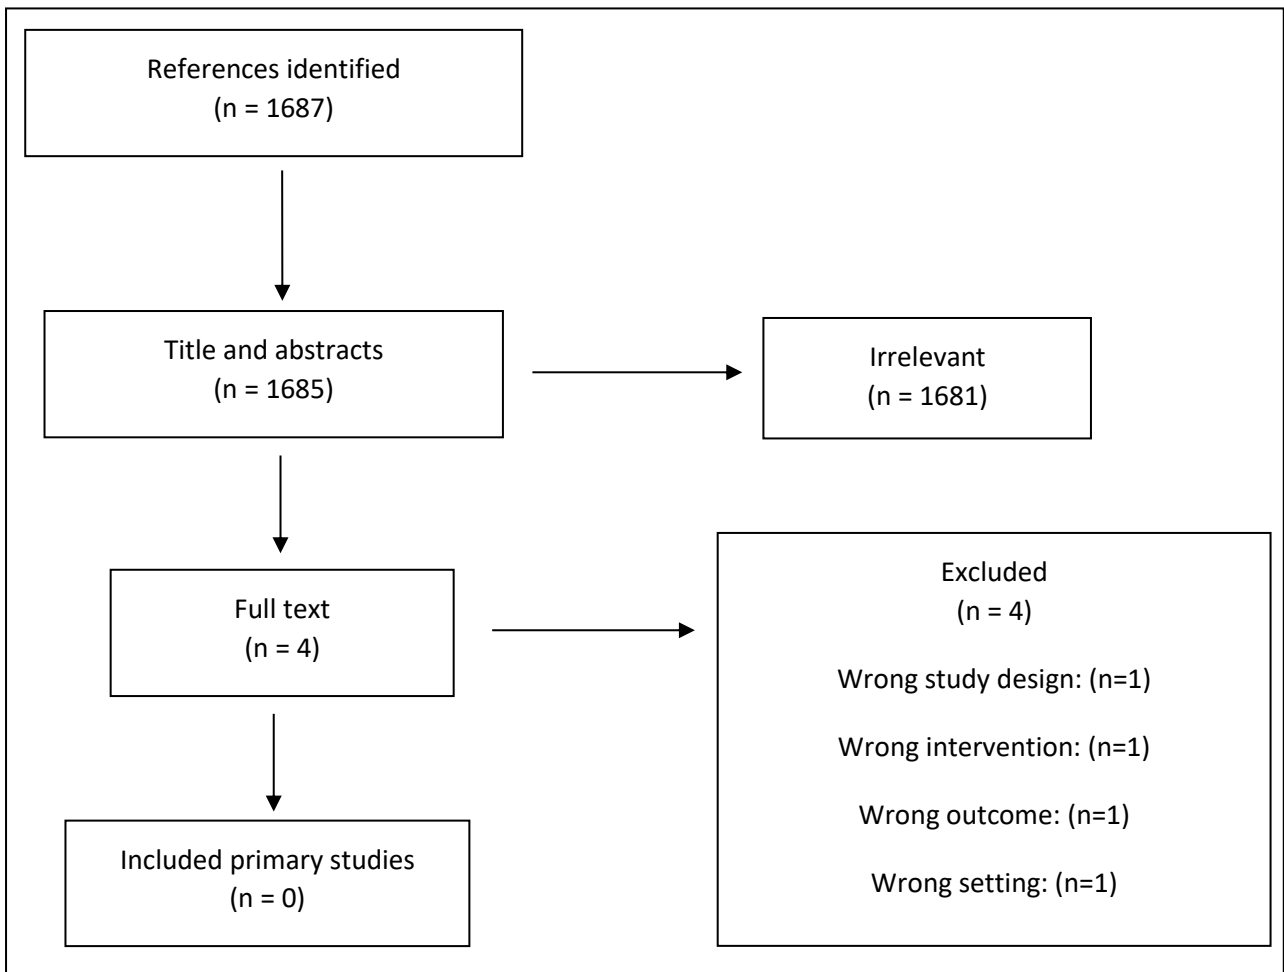 References identified
(n = 1687)
Title and abstracts
(n = 1685)
Irrelevant
(n = 1681)
Full text
(n = 4)
Excluded
(n = 4)
Wrong study design: (n=1)
Wrong intervention: (n=1)
Wrong outcome: (n=1)
Wrong setting: (n=1)
Included primary studies
(n = 0)